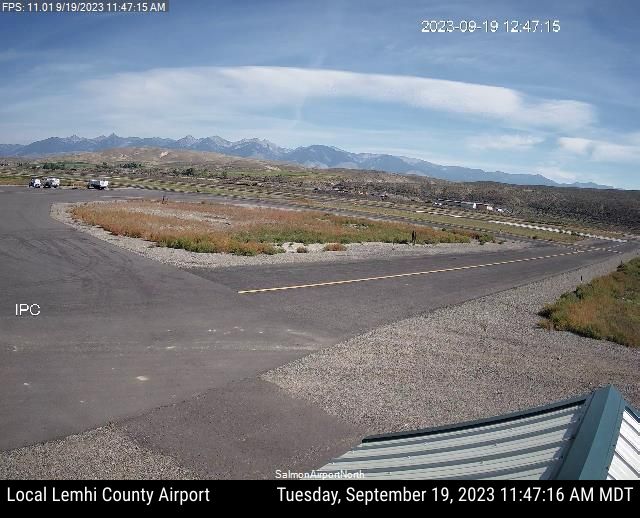 FPS: 11.01 9/19/2023 11:47:15 AM
2023-09-19 12:47:15
IPC
SalmonAirportNorth
Local Lemhi County Airport Tuesday, September 19, 2023 11:47:16 AM MDT